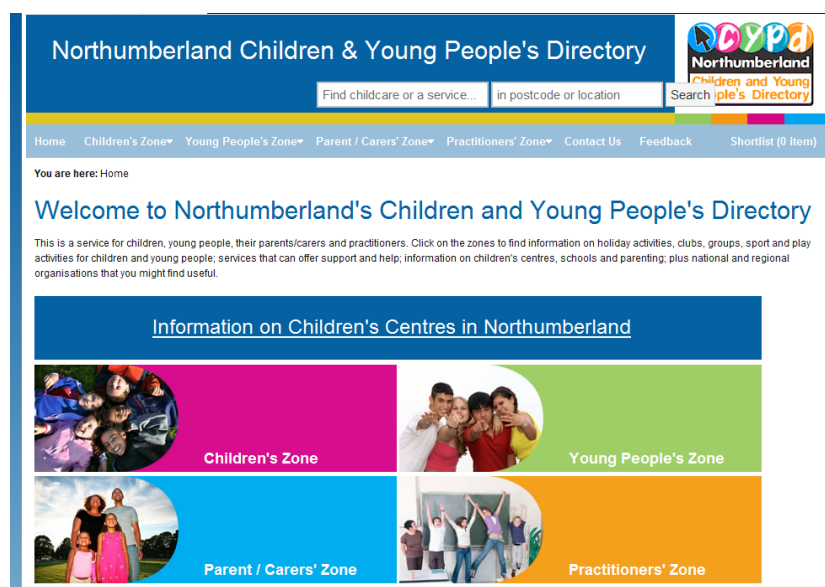 Northumberland Children & Young People's Directory
CYPD
Northumberland
Children and Young
ple's Directory
Find childcare or a service...
in postcode or location
Search
Home
Children's Zone
Young People's Zone
Parent / Carers' Zone
Practitioners' Zone
Contact Us
Feedback
Shortlist (0 item)
You are here: Home
Welcome to Northumberland's Children and Young People's Directory
This is a service for children, young people, their parents/carers and practitioners. Click on the zones to find information on holiday activities, clubs, groups, sport and play
activities for children and young people; services that can offer support and help; information on children's centres, schools and parenting; plus national and regional
organisations that you might find useful.
Information on Children's Centres in Northumberland
Children's Zone
Young People's Zone
Parent / Carers' Zone
Practitioners' Zone